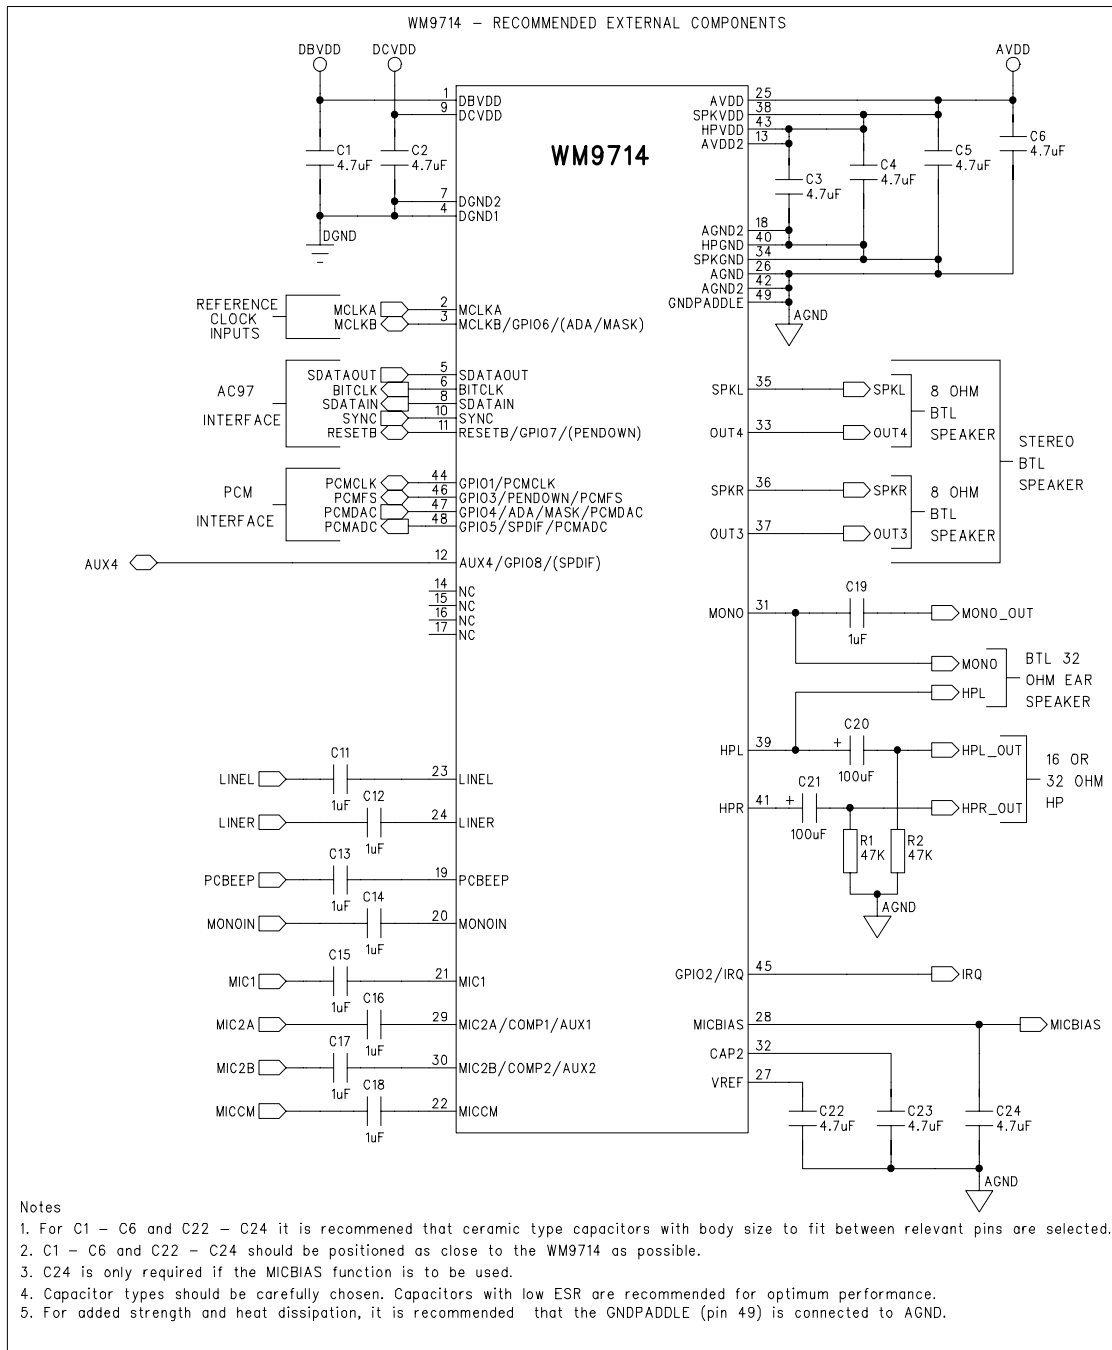 WM9714 – RECOMMENDED EXTERNAL COMPONENTS
DBVDD
DCVDD
AVDD
WM9714
1
DBVDD
9
DCVDD
C1
4.7uF
C2
4.7uF
7
DGND2
4
DGND1
DGND
AVDD
25
SPKVDD
38
HPVDD
43
AVDD2
13
C3
4.7uF
C4
4.7uF
C5
4.7uF
C6
4.7uF
AGND2
18
HPGND
40
SPKGND
34
AGND
26
AGND2
42
GNDPADDLE
49
AGND
REFERENCE
CLOCK
INPUTS
MCLKA
2
MCLKA
MCLKB
3
MCLKB/GPIO6/(ADA/MASK)
AC97
INTERFACE
SDATAOUT
5
SDATAOUT
BITCLK
6
BITCLK
SDATAIN
8
SDATAIN
SYNC
10
SYNC
RESETB
11
RESETB/GPIO7/(PENDOWN)
PCM
INTERFACE
PCMCLK
44
GPIO1/PCMCLK
PCMFS
46
GPIO3/PENDOWN/PCMFS
PCMDAC
47
GPIO4/ADA/MASK/PCMDAC
PCMADC
48
GPIO5/SPDIF/PCMADC
AUX4
12
AUX4/GPIO8/(SPDIF)
14
NC
15
NC
16
NC
17
NC
SPKL
35
SPKL
OUT4
33
OUT4
8 OHM
BTL
SPEAKER
SPKR
36
SPKR
OUT3
37
OUT3
8 OHM
BTL
SPEAKER
STEREO
BTL
SPEAKER
MONO
31
C19
1uF
MONO_OUT
MONO
HPL
BTL 32
OHM EAR
SPEAKER
HPL
39
+
C20
100uF
HPL_OUT
HPR
41
+
C21
100uF
HPR_OUT
16 OR
32 OHM
HP
R1
47K
R2
47K
AGND
LINEL
C11
1uF
23
LINEL
LINER
C12
1uF
24
LINER
PCBEEP
C13
1uF
19
PCBEEP
MONOIN
C14
1uF
20
MONOIN
MIC1
C15
1uF
21
MIC1
MIC2A
C16
1uF
29
MIC2A/COMP1/AUX1
MIC2B
C17
1uF
30
MIC2B/COMP2/AUX2
MICCM
C18
1uF
22
MICCM
GPIO2/IRQ
45
IRQ
MICBIAS
28
MICBIAS
CAP2
32
VREF
27
C22
4.7uF
C23
4.7uF
C24
4.7uF
AGND
Notes
1. For C1 – C6 and C22 – C24 it is recommened that ceramic type capacitors with body size to fit between relevant pins are selected.
2. C1 – C6 and C22 – C24 should be positioned as close to the WM9714 as possible.
3. C24 is only required if the MICBIAS function is to be used.
4. Capacitor types should be carefully chosen. Capacitors with low ESR are recommended for optimum performance.
5. For added strength and heat dissipation, it is recommended that the GNDPADDLE (pin 49) is connected to AGND.